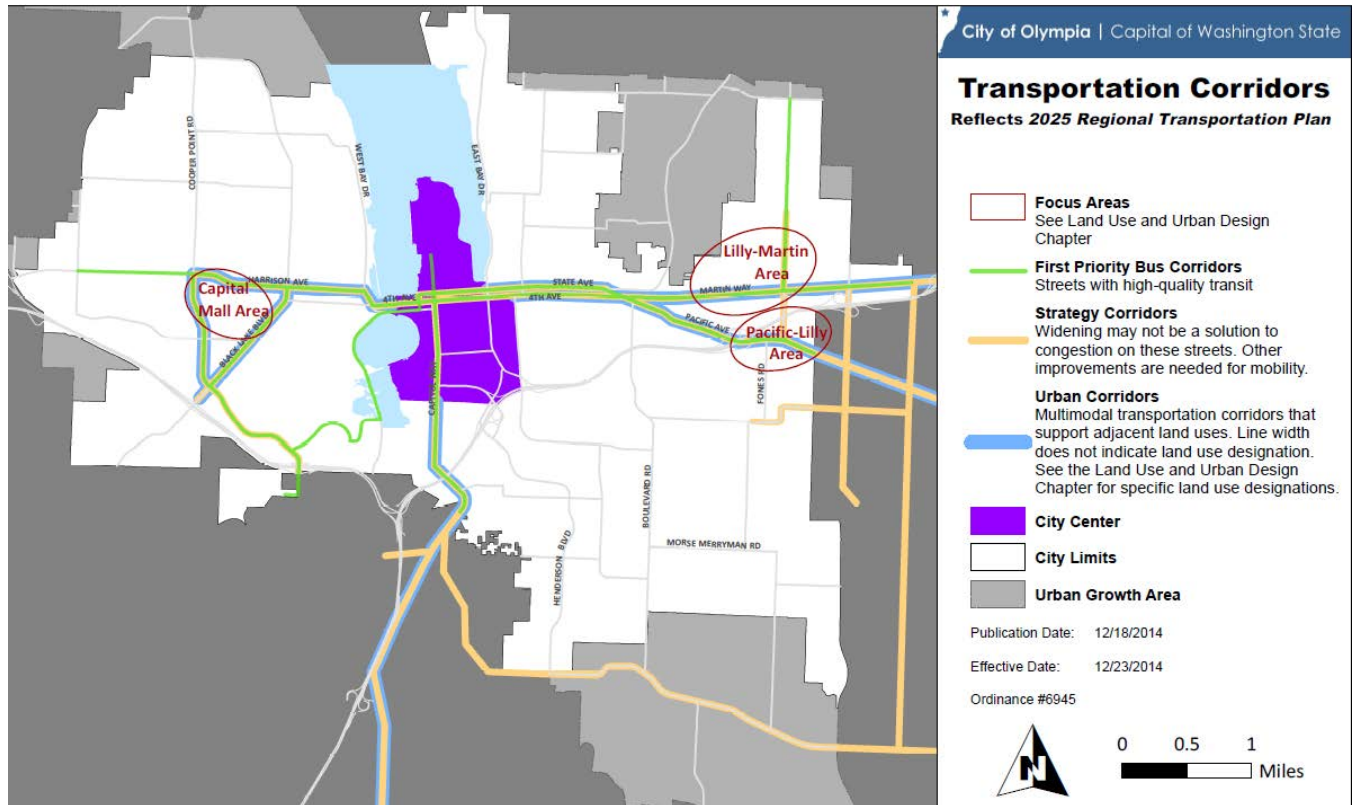 City of Olympia | Capital of Washington State
Transportation Corridors
Reflects 2025 Regional Transportation Plan
Focus Areas
See Land Use and Urban Design
Chapter
First Priority Bus Corridors
Streets with high-quality transit
Strategy Corridors
Widening may not be a solution to
congestion on these streets. Other
improvements are needed for mobility.
Urban Corridors
Multimodal transportation corridors that
support adjacent land uses. Line width
does not indicate land use designation.
See the Land Use and Urban Design
Chapter for specific land use designations.
City Center
City Limits
Urban Growth Area
Publication Date: 12/18/2014
Effective Date: 12/23/2014
Ordinance #6945
N
0 0.5 1
Miles
COOPER POINT RD
WEST BAY DR
EAST BAY DR
Lilly-Martin
Area
HARRISON AVE
STATE AVE
MARTIN WAY
Capital
Mall Area
4TH AVE
4TH AVE
PACIFIC AVE
Pacific-Lilly
Area
BLACK LAKE BLVD
CAPITOL WAY
FONES RD
BOULEVARD RD
HENDERSON BLVD
MORSE MERRYMAN RD